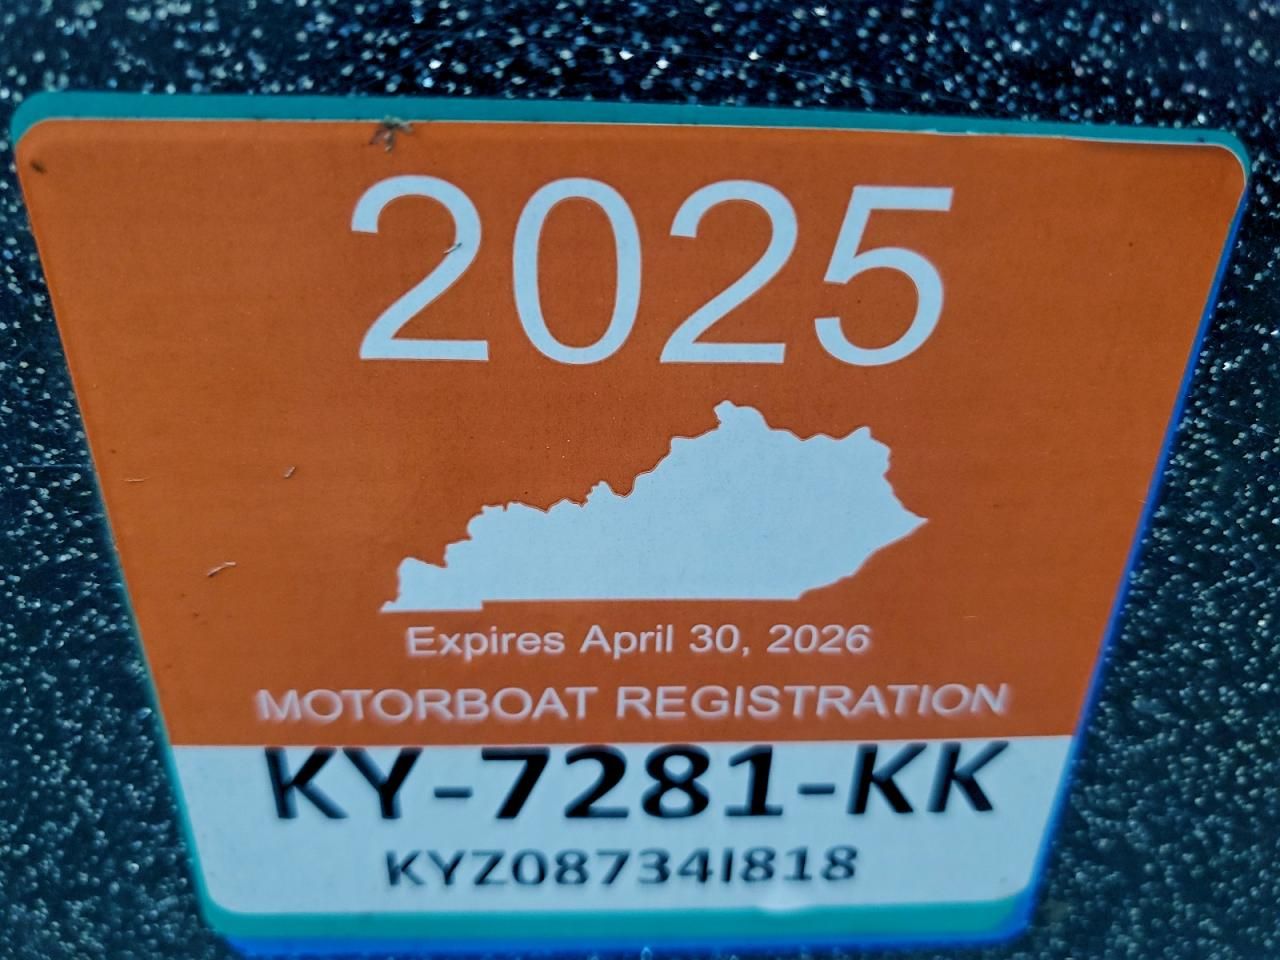 2025
Expires April 30, 2026
MOTORBOAT REGISTRATION
KY-7281-KK
KYZ08734I818